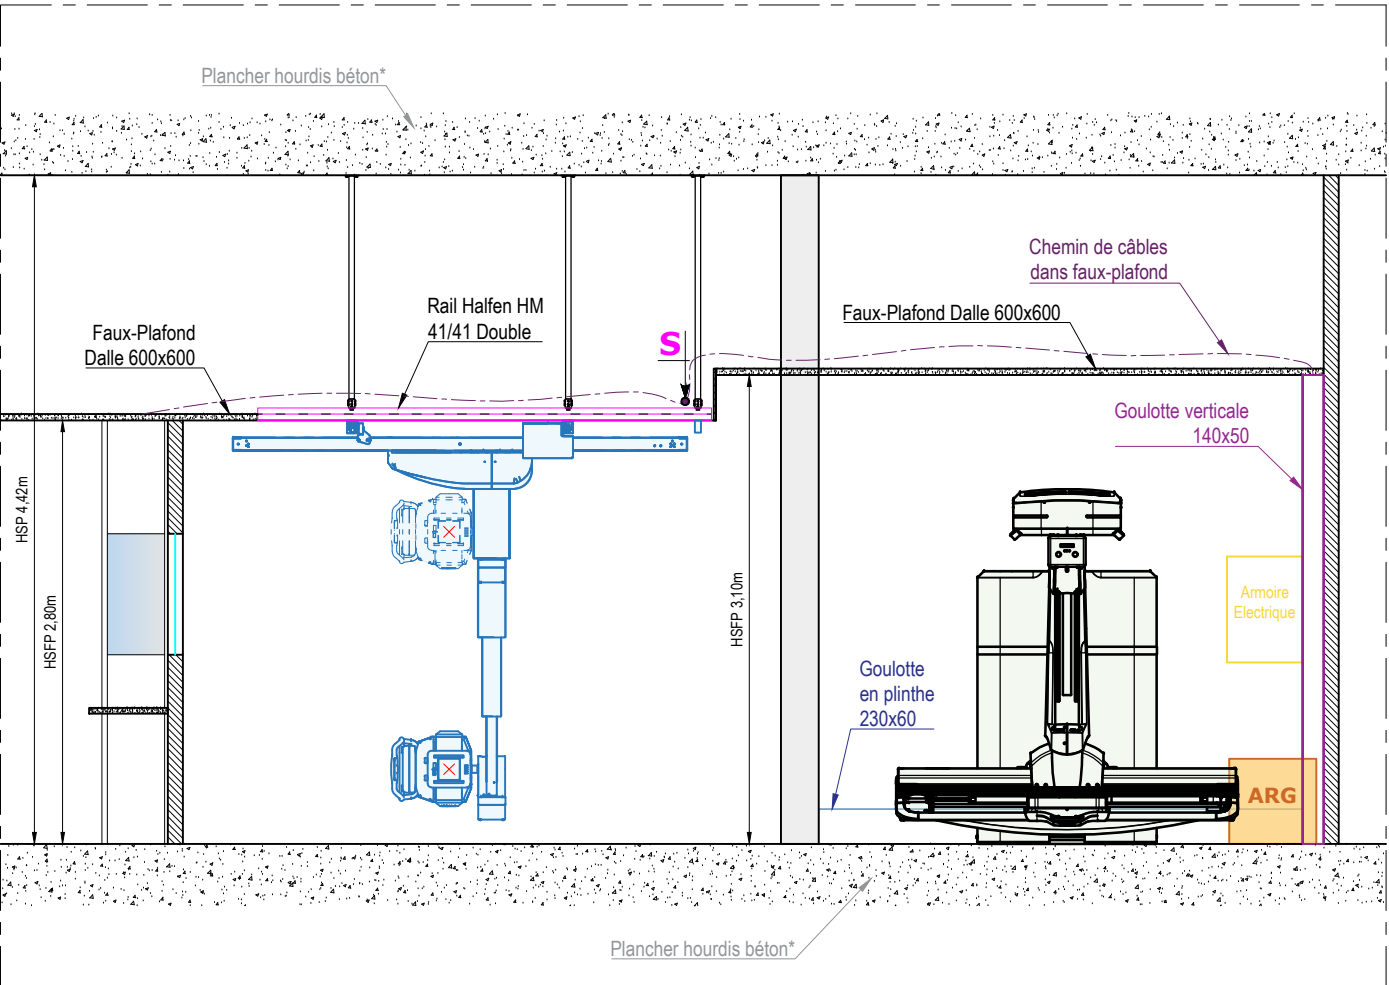 Plancher hourdis béton*
Chemin de câbles
dans faux-plafond
Rail Halfen HM
41/41 Double
Faux-Plafond Dalle 600x600
Faux-Plafond
Dalle 600x600
S
Goulotte verticale
140x50
HSP 4,42m
HSFP 2,80m
HSFP 3,10m
Armoire
Electrique
Goulotte
en plinthe
230x60
ARG
Plancher hourdis béton*